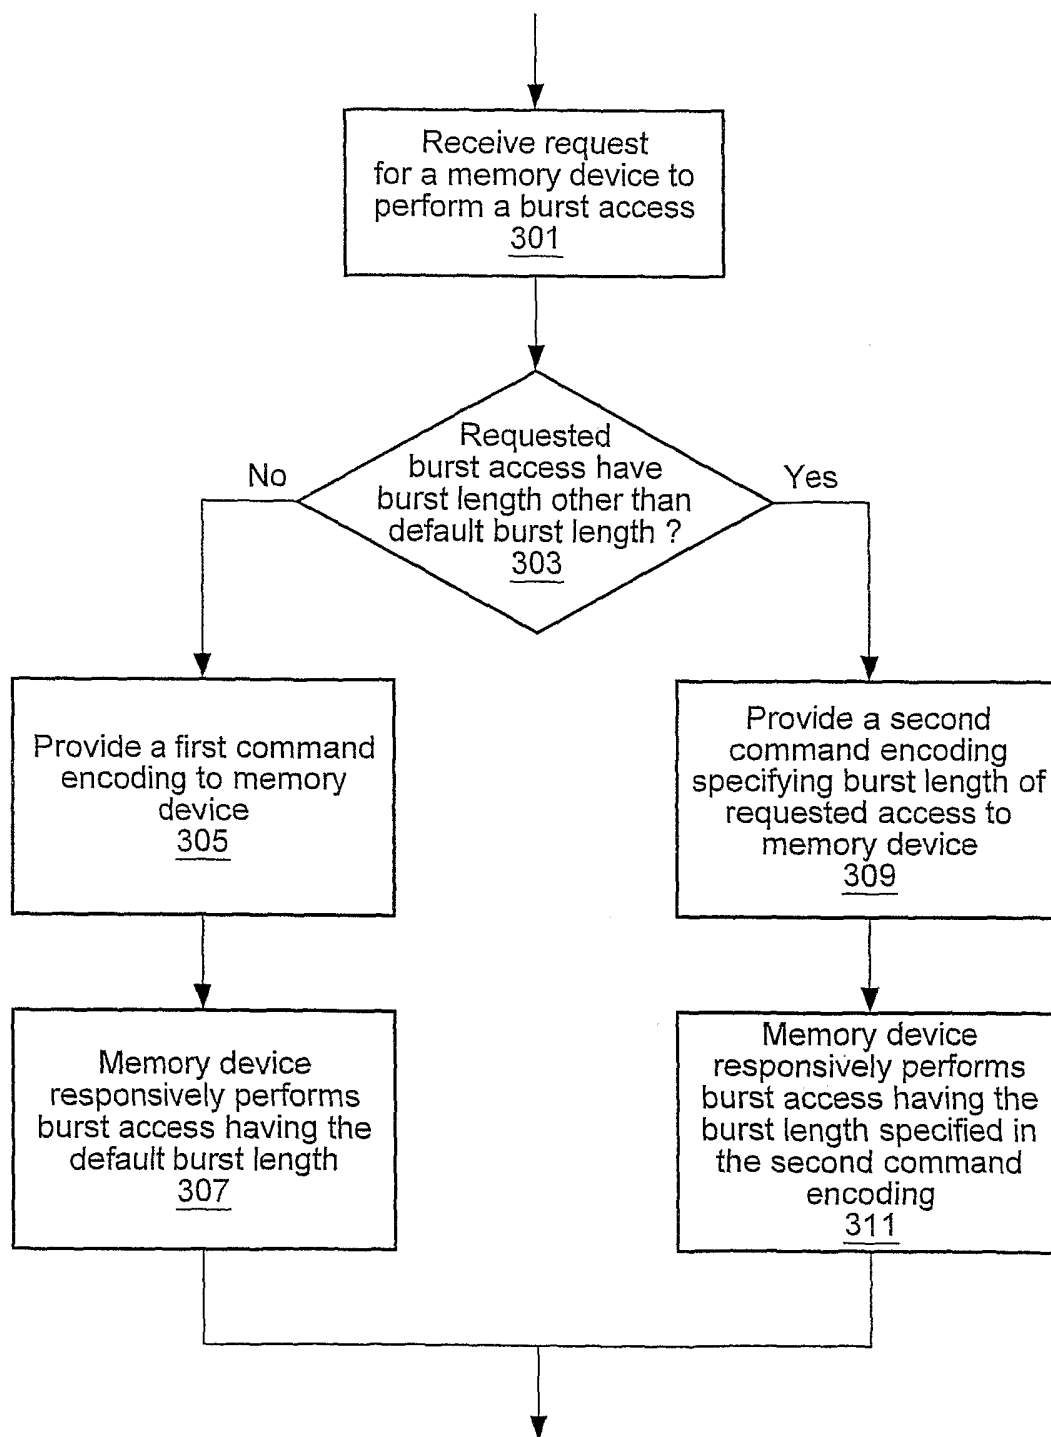 Receive request
for a memory device to
perform a burst access
301
Requested
burst access have
burst length other than
default burst length ?
303
No
Yes
Provide a first command
encoding to memory
device
305
Provide a second
command encoding
specifying burst length of
requested access to
memory device
309
Memory device
responsively performs
burst access having the
default burst length
307
Memory device
responsively performs
burst access having the
burst length specified in
the second command
encoding
311